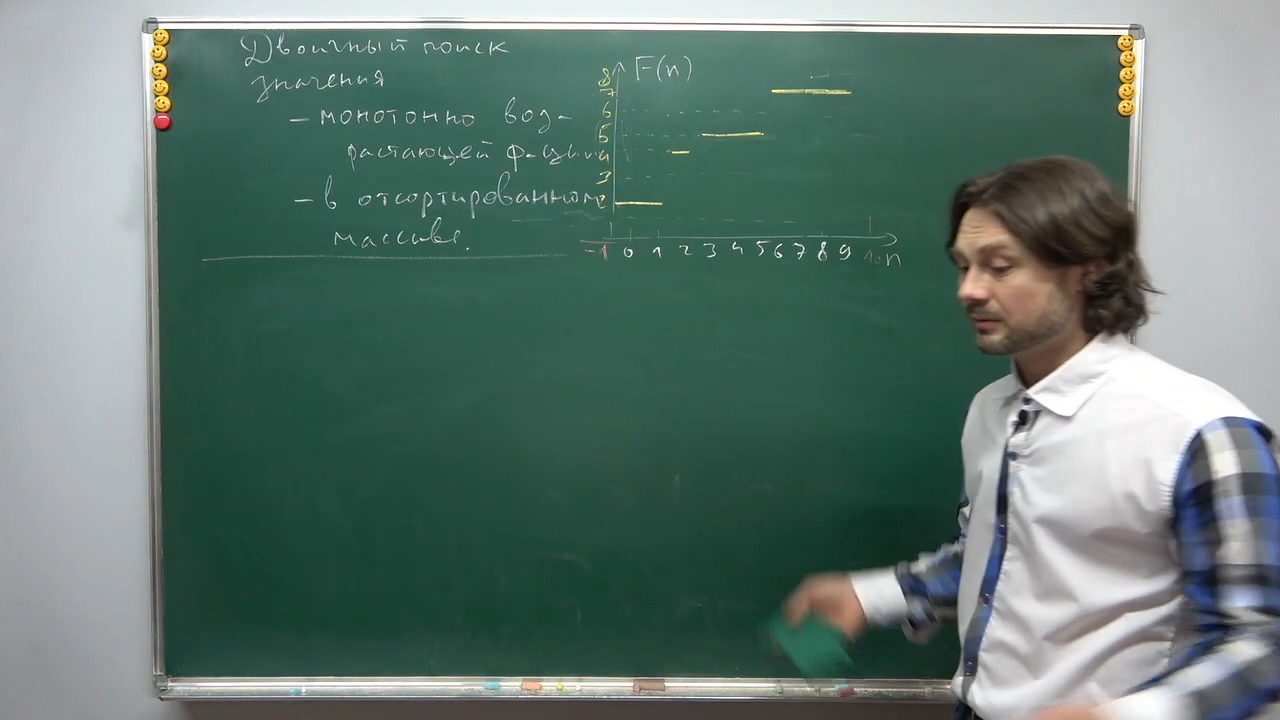 Двоичный поиск
значения
– монотонно воз-
растающей ф-ции
– в отсортированном
массиве.
F(n)
8
7
6
5
4
3
2
-1 0 1 2 3 4 5 6 7 8 9 10 n